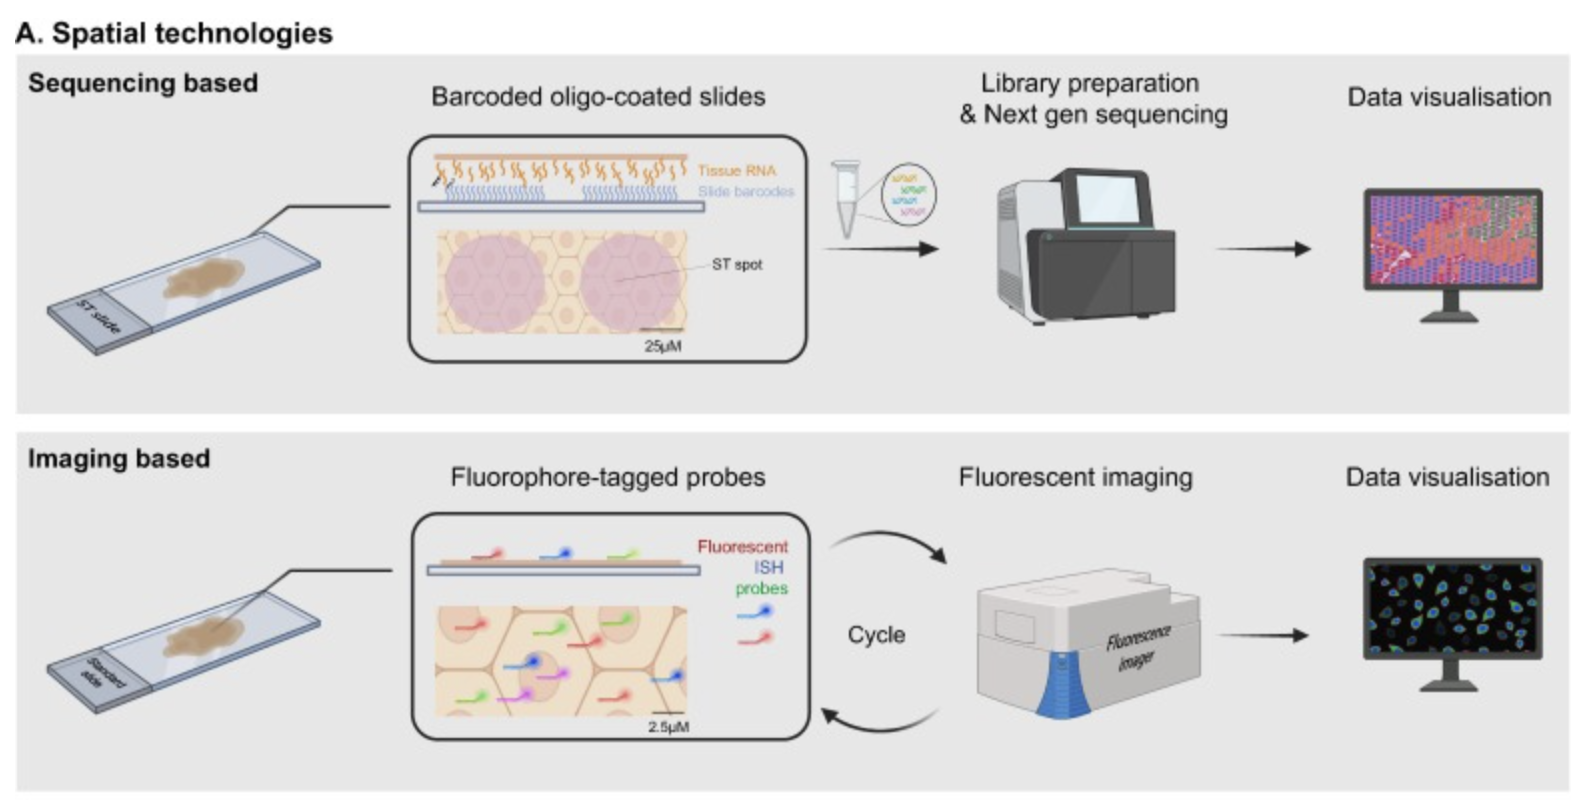 A. Spatial technologies
Sequencing based
Barcoded oligo-coated slides
Library preparation
& Next gen sequencing
Data visualisation
Tissue RNA
Slide barcodes
ST spot
25µM
ST slide
Imaging based
Fluorophore-tagged probes
Fluorescent imaging
Data visualisation
Fluorescent
ISH
probes
Cycle
Fluorescence
imager
Standard
slide
2.5µM